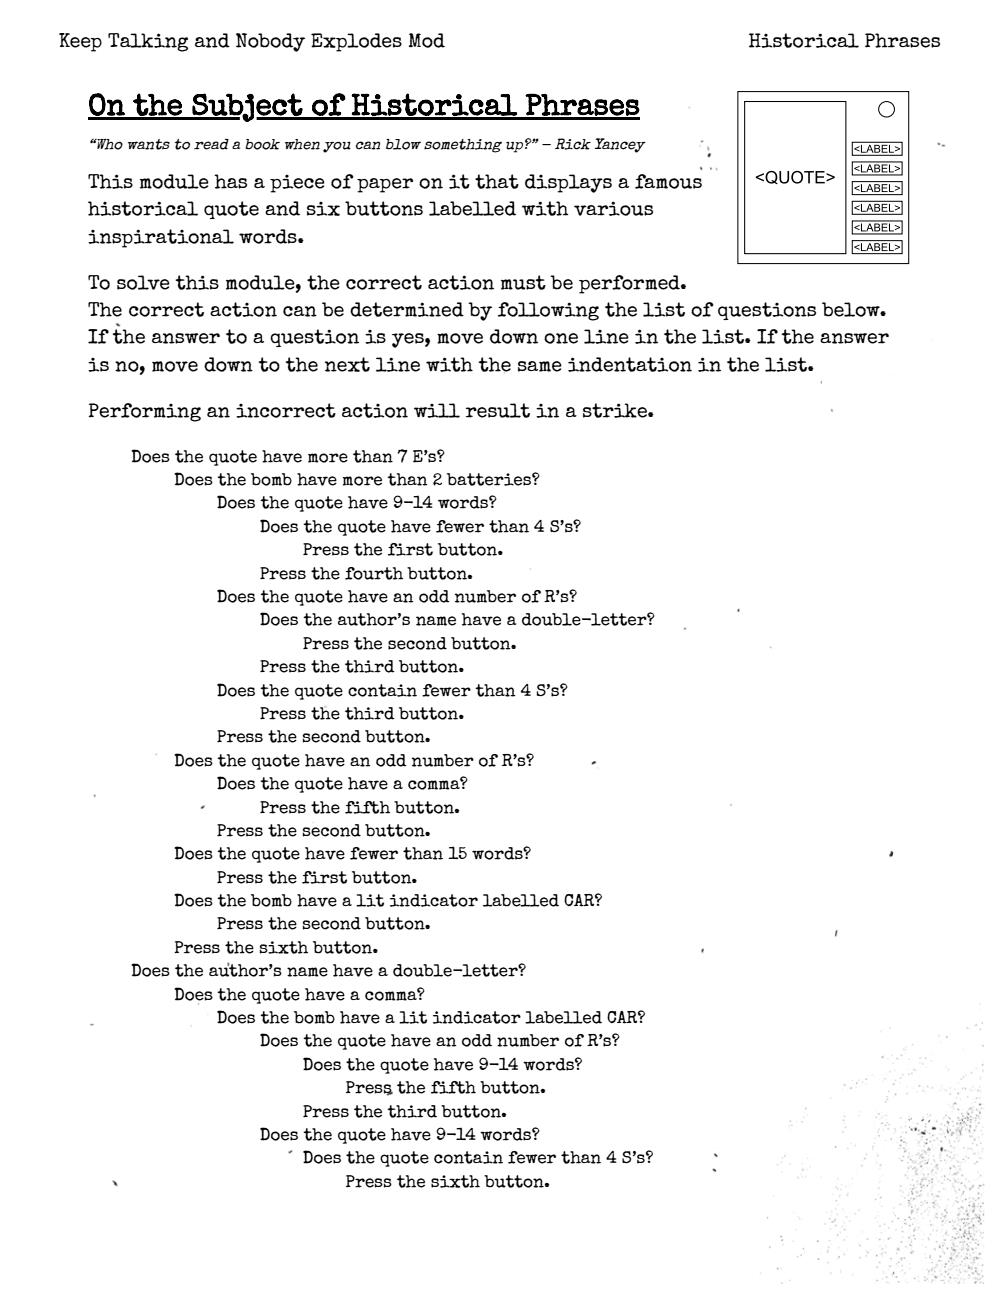 Keep Talking and Nobody Explodes Mod
Historical Phrases
On the Subject of Historical Phrases
“Who wants to read a book when you can blow something up?” – Rick Yancey
This module has a piece of paper on it that displays a famous
historical quote and six buttons labelled with various
inspirational words.
<QUOTE>
<LABEL>
<LABEL>
<LABEL>
<LABEL>
<LABEL>
<LABEL>
To solve this module, the correct action must be performed.
The correct action can be determined by following the list of questions below.
If the answer to a question is yes, move down one line in the list. If the answer
is no, move down to the next line with the same indentation in the list.
Performing an incorrect action will result in a strike.
Does the quote have more than 7 E’s?
Does the bomb have more than 2 batteries?
Does the quote have 9–14 words?
Does the quote have fewer than 4 S’s?
Press the first button.
Press the fourth button.
Does the quote have an odd number of R’s?
Does the author’s name have a double–letter?
Press the second button.
Press the third button.
Does the quote contain fewer than 4 S’s?
Press the third button.
Press the second button.
Does the quote have an odd number of R’s?
Does the quote have a comma?
Press the fifth button.
Press the second button.
Does the quote have fewer than 15 words?
Press the first button.
Does the bomb have a lit indicator labelled CAR?
Press the second button.
Press the sixth button.
Does the author’s name have a double–letter?
Does the quote have a comma?
Does the bomb have a lit indicator labelled CAR?
Does the quote have an odd number of R’s?
Does the quote have 9–14 words?
Press the fifth button.
Press the third button.
Does the quote have 9–14 words?
Does the quote contain fewer than 4 S’s?
Press the sixth button.